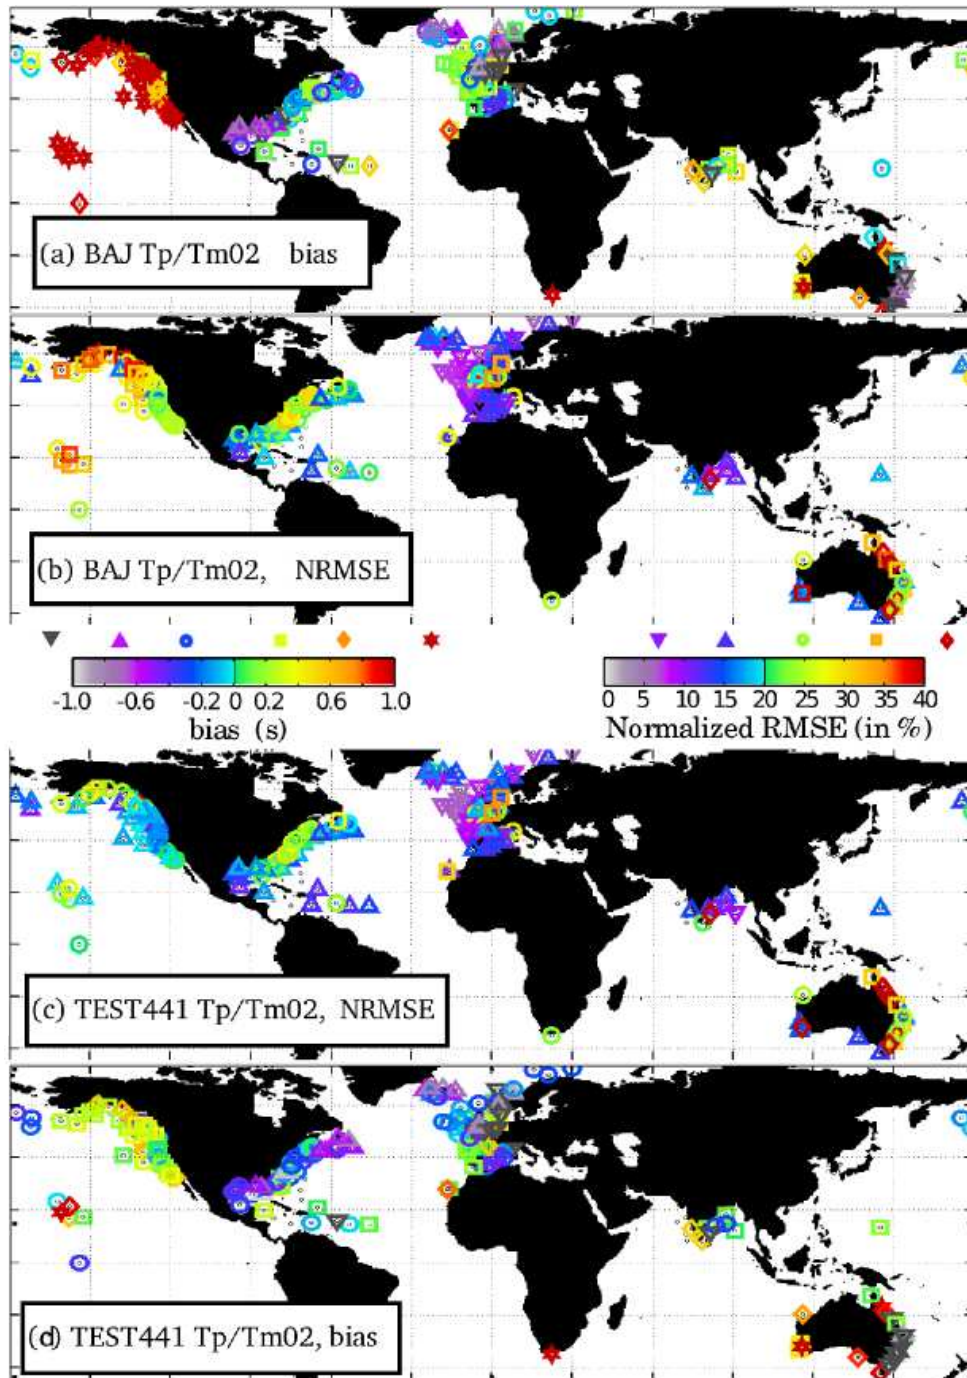 (a) BAJ Tp/Tm02 bias
(b) BAJ Tp/Tm02, NRMSE
-1.0 -0.6 -0.2 0 0.2 0.6 1.0
bias (s)
0 5 10 15 20 25 30 35 40
Normalized RMSE (in %)
(c) TEST441 Tp/Tm02, NRMSE
(d) TEST441 Tp/Tm02, bias